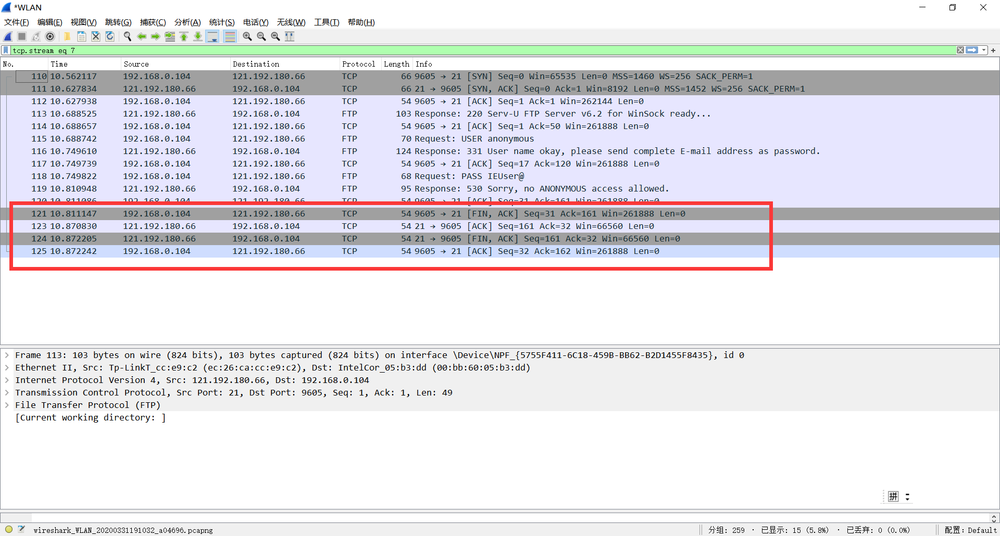 *WLAN
文件(F) 编辑(E) 视图(V) 跳转(G) 捕获(C) 分析(A) 统计(S) 电话(Y) 无线(W) 工具(T) 帮助(H)
tcp.stream eq 7
No. Time Source Destination Protocol Length Info
110 10.562117 192.168.0.104 121.192.180.66 TCP 66 9605 → 21 [SYN] Seq=0 Win=65535 Len=0 MSS=1460 WS=256 SACK_PERM=1
111 10.627834 121.192.180.66 192.168.0.104 TCP 66 21 → 9605 [SYN, ACK] Seq=0 Ack=1 Win=8192 Len=0 MSS=1452 WS=256 SACK_PERM=1
112 10.627938 192.168.0.104 121.192.180.66 TCP 54 9605 → 21 [ACK] Seq=1 Ack=1 Win=262144 Len=0
113 10.688525 121.192.180.66 192.168.0.104 FTP 103 Response: 220 Serv-U FTP Server v6.2 for WinSock ready...
114 10.688657 192.168.0.104 121.192.180.66 TCP 54 9605 → 21 [ACK] Seq=1 Ack=50 Win=261888 Len=0
115 10.688742 192.168.0.104 121.192.180.66 FTP 70 Request: USER anonymous
116 10.749610 121.192.180.66 192.168.0.104 FTP 124 Response: 331 User name okay, please send complete E-mail address as password.
117 10.749739 192.168.0.104 121.192.180.66 TCP 54 9605 → 21 [ACK] Seq=17 Ack=120 Win=261888 Len=0
118 10.749822 192.168.0.104 121.192.180.66 FTP 68 Request: PASS IEUser@
119 10.810948 121.192.180.66 192.168.0.104 FTP 95 Response: 530 Sorry, no ANONYMOUS access allowed.
120 10.811086 192.168.0.104 121.192.180.66 TCP 54 9605 → 21 [ACK] Seq=31 Ack=161 Win=261888 Len=0
121 10.811147 192.168.0.104 121.192.180.66 TCP 54 9605 → 21 [FIN, ACK] Seq=31 Ack=161 Win=261888 Len=0
123 10.870830 121.192.180.66 192.168.0.104 TCP 54 21 → 9605 [ACK] Seq=161 Ack=32 Win=66560 Len=0
124 10.872205 121.192.180.66 192.168.0.104 TCP 54 21 → 9605 [FIN, ACK] Seq=161 Ack=32 Win=66560 Len=0
125 10.872242 192.168.0.104 121.192.180.66 TCP 54 9605 → 21 [ACK] Seq=32 Ack=162 Win=261888 Len=0
Frame 113: 103 bytes on wire (824 bits), 103 bytes captured (824 bits) on interface \Device\NPF_{5755F411-6C18-459B-BB62-B2D1455F8435}, id 0
Ethernet II, Src: Tp-LinkT_cc:e9:c2 (ec:26:ca:cc:e9:c2), Dst: IntelCor_05:b3:dd (00:bb:60:05:b3:dd)
Internet Protocol Version 4, Src: 121.192.180.66, Dst: 192.168.0.104
Transmission Control Protocol, Src Port: 21, Dst Port: 9605, Seq: 1, Ack: 1, Len: 49
File Transfer Protocol (FTP)
[Current working directory: ]
拼
wireshark_WLAN_20200331191032_a04696.pcapng 分组: 259 · 已显示: 15 (5.8%) · 已丢弃: 0 (0.0%) 配置: Default